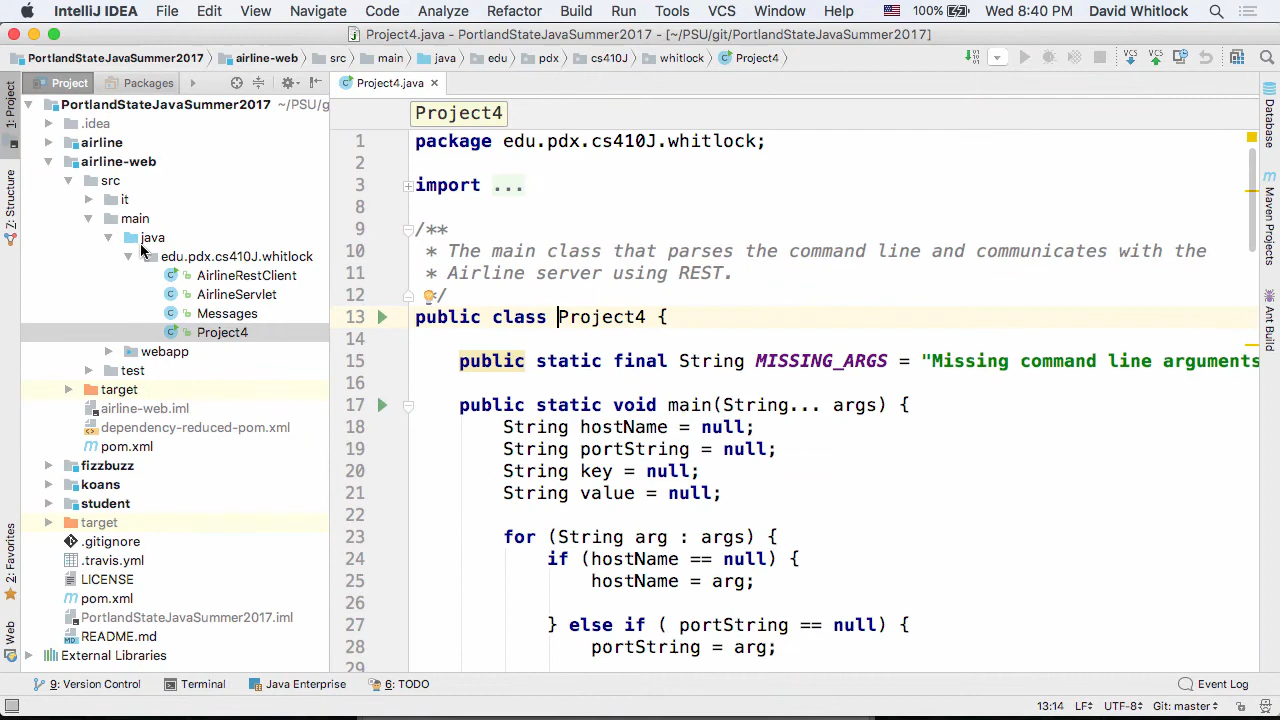 IntelliJ IDEA File Edit View Navigate Code Analyze Refactor Build Run Tools VCS Window Help 100% Wed 8:40 PM David Whitlock
Project4.java - PortlandStateJavaSummer2017 - [~/PSU/git/PortlandStateJavaSummer2017]
PortlandStateJavaSummer2017 airline-web src main java edu pdx cs410J whitlock Project4
Project Packages Project4.java
PortlandStateJavaSummer2017 ~/PSU/g
.idea
airline
airline-web
src
it
main
java
edu.pdx.cs410J.whitlock
AirlineRestClient
AirlineServlet
Messages
Project4
webapp
test
target
airline-web.iml
dependency-reduced-pom.xml
pom.xml
fizzbuzz
koans
student
target
.gitignore
.travis.yml
LICENSE
pom.xml
PortlandStateJavaSummer2017.iml
README.md
External Libraries
1: Project
7: Structure
2: Favorites
Web
Project4
1 package edu.pdx.cs410J.whitlock;
2
3 import ...
8
9 /**
10 * The main class that parses the command line and communicates with the
11 * Airline server using REST.
12 */
13 public class Project4 {
14
15 public static final String MISSING_ARGS = "Missing command line arguments
16
17 public static void main(String... args) {
18 String hostName = null;
19 String portString = null;
20 String key = null;
21 String value = null;
22
23 for (String arg : args) {
24 if (hostName == null) {
25 hostName = arg;
26
27 } else if ( portString == null) {
28 portString = arg;
29
Database
Maven Projects
Ant Build
9: Version Control Terminal Java Enterprise 6: TODO Event Log
13:14 LF UTF-8 Git: master